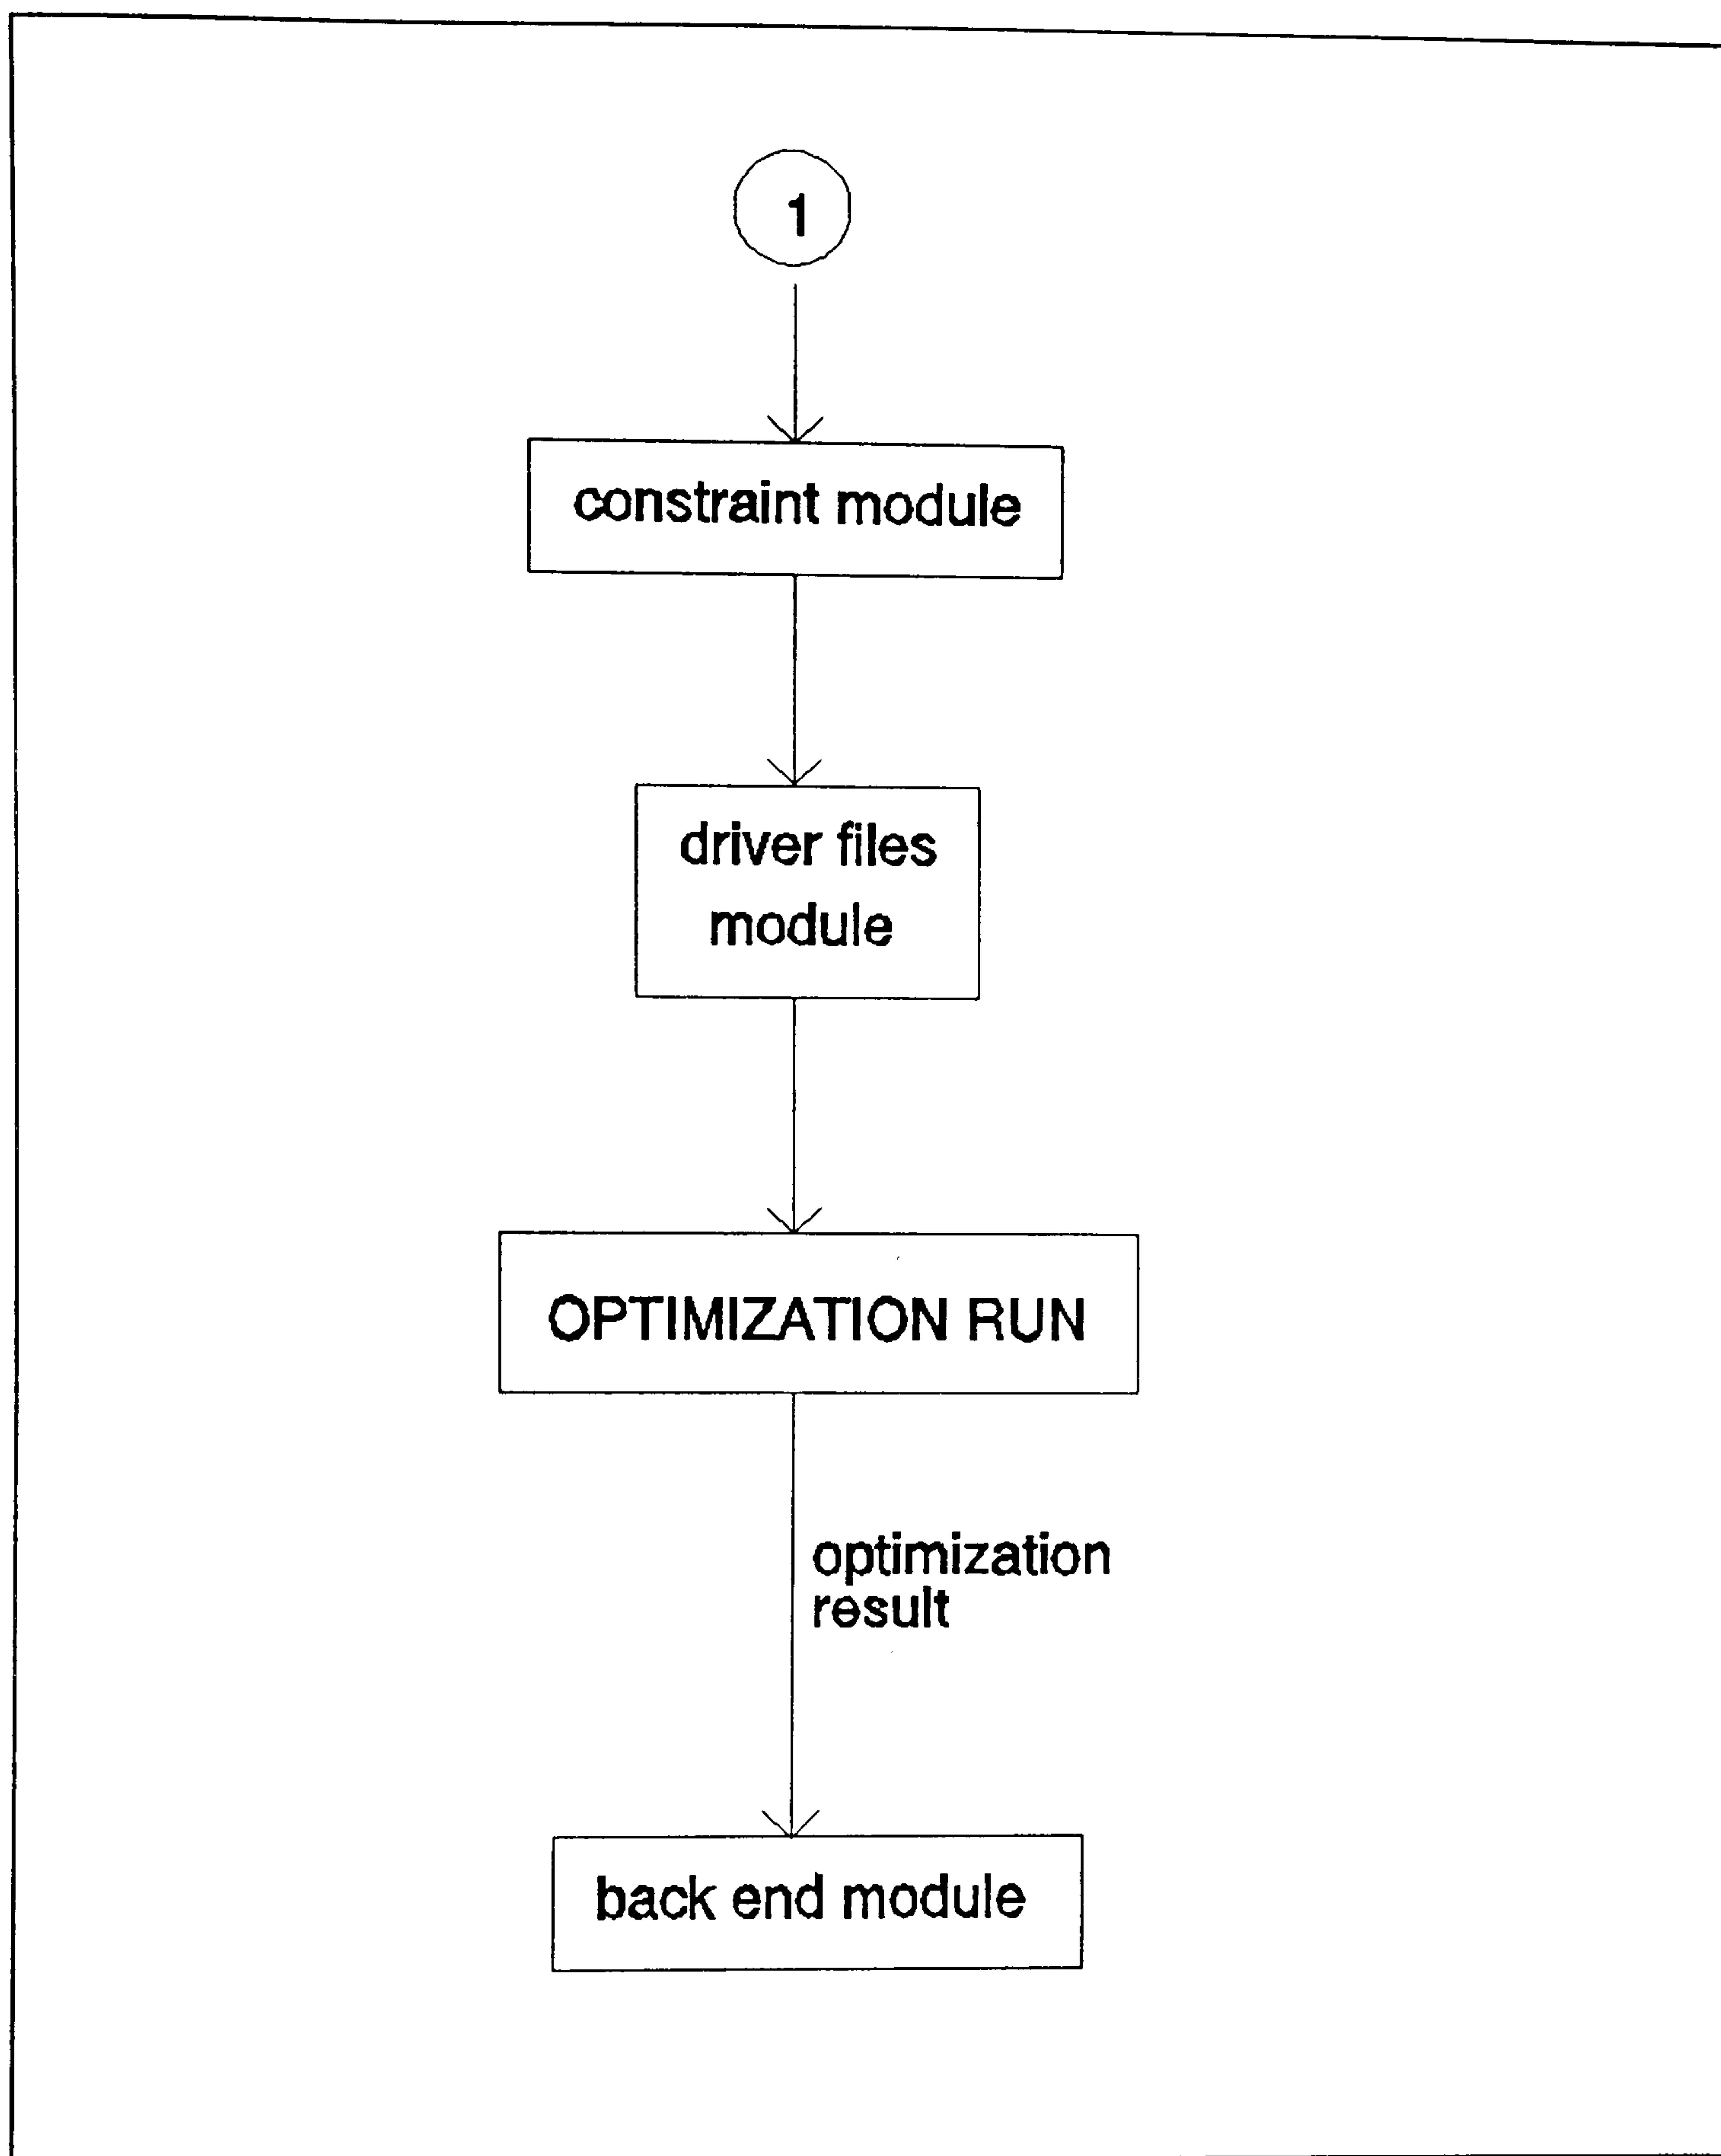 1
constraint module
driver files
module
OPTIMIZATION RUN
optimization
result
back end module